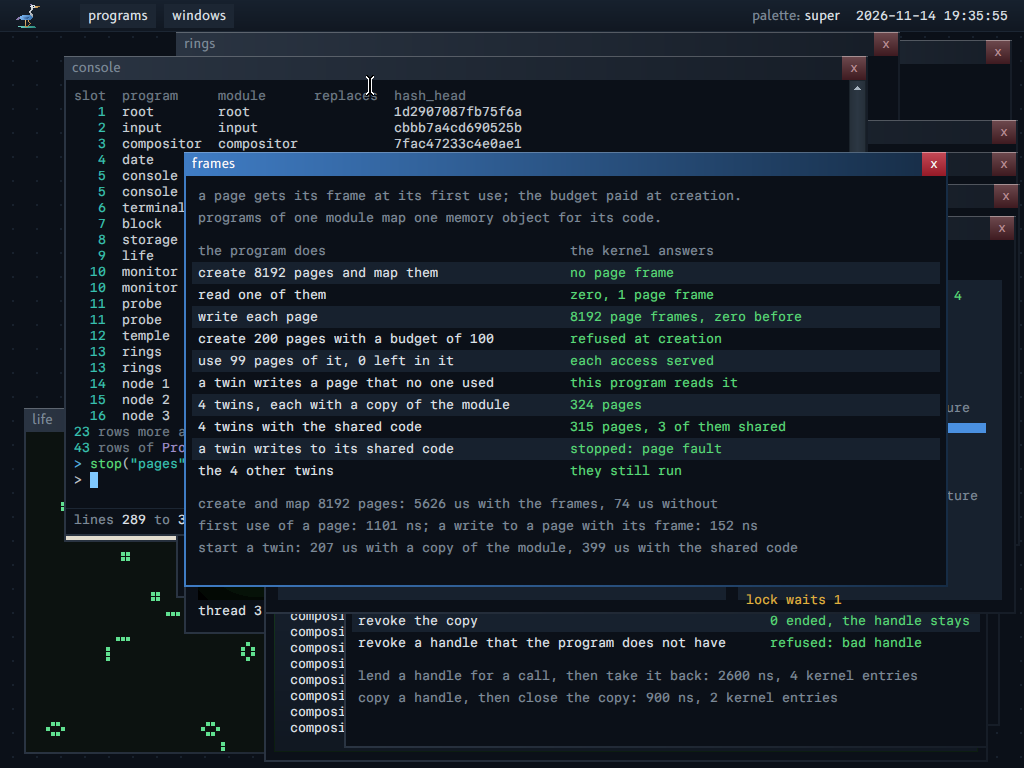 programs windows palette: super 2026-11-14 19:35:55
rings x
x
console x
slot program module replaces hash_head
1 root root 1d2907087fb75f6a
2 input input cbbb7a4cd690525b
3 compositor compositor 7fac47233c4e0ae1
x
4 date
5 console
5 console
6 terminal
7 block
8 storage
9 life
10 monitor
10 monitor
11 probe
11 probe
12 temple
13 rings
13 rings
14 node 1
15 node 2
16 node 3
23 rows more a
43 rows of Pro
> stop("pages"
>
lines 289 to 3
frames x
a page gets its frame at its first use; the budget paid at creation.
programs of one module map one memory object for its code.
the program does the kernel answers
create 8192 pages and map them no page frame
read one of them zero, 1 page frame
write each page 8192 page frames, zero before
create 200 pages with a budget of 100 refused at creation
use 99 pages of it, 0 left in it each access served
a twin writes a page that no one used this program reads it
4 twins, each with a copy of the module 324 pages
4 twins with the shared code 315 pages, 3 of them shared
a twin writes to its shared code stopped: page fault
the 4 other twins they still run
create and map 8192 pages: 5626 us with the frames, 74 us without
first use of a page: 1101 ns; a write to a page with its frame: 152 ns
start a twin: 207 us with a copy of the module, 399 us with the shared code
x
x
x
x
4
ure
ture
life
lock waits 1
thread 3
composi
composi
composi
composi
composi
composi
composi
composi
revoke the copy 0 ended, the handle stays
revoke a handle that the program does not have refused: bad handle
lend a handle for a call, then take it back: 2600 ns, 4 kernel entries
copy a handle, then close the copy: 900 ns, 2 kernel entries